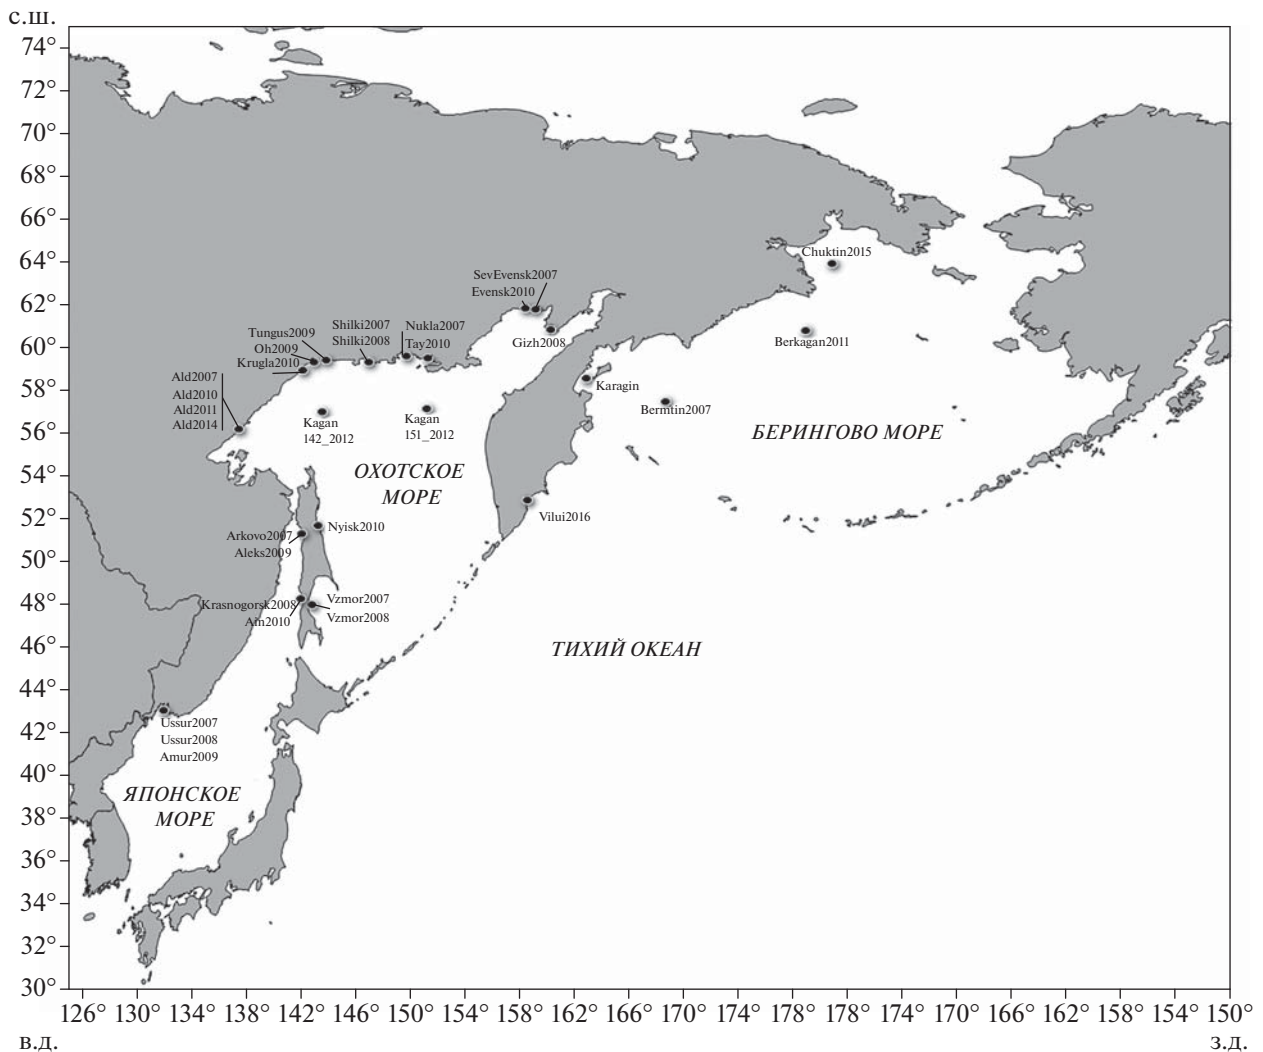 с.ш.
74°
72°
70°
68°
66°
64°
62°
60°
58°
56°
54°
52°
50°
48°
46°
44°
42°
40°
38°
36°
34°
32°
30°
Chuktin2015
SevEvensk2007
Evensk2010
Shilki2007
Nukla2007
Tungus2009
Shilki2008
Tay2010
Gizh2008
Berkagan2011
Oh2009
Krugla2010
Ald2007
Ald2010
Ald2011
Ald2014
Karagin
Bermtin2007
Kagan
142_2012
Kagan
151_2012
БЕРИНГОВО МОРЕ
ОХОТСКОЕ
МОРЕ
Vilui2016
Nyisk2010
Arkovo2007
Aleks2009
Krasnogorsk2008
Ain2010
Vzmor2007
Vzmor2008
ТИХИЙ ОКЕАН
Ussur2007
Ussur2008
Amur2009
ЯПОНСКОЕ
МОРЕ
126° 130° 134° 138° 142° 146° 150° 154° 158° 162° 166° 170° 174° 178° 178° 174° 170° 166° 162° 158° 154° 150°
в.д.
з.д.